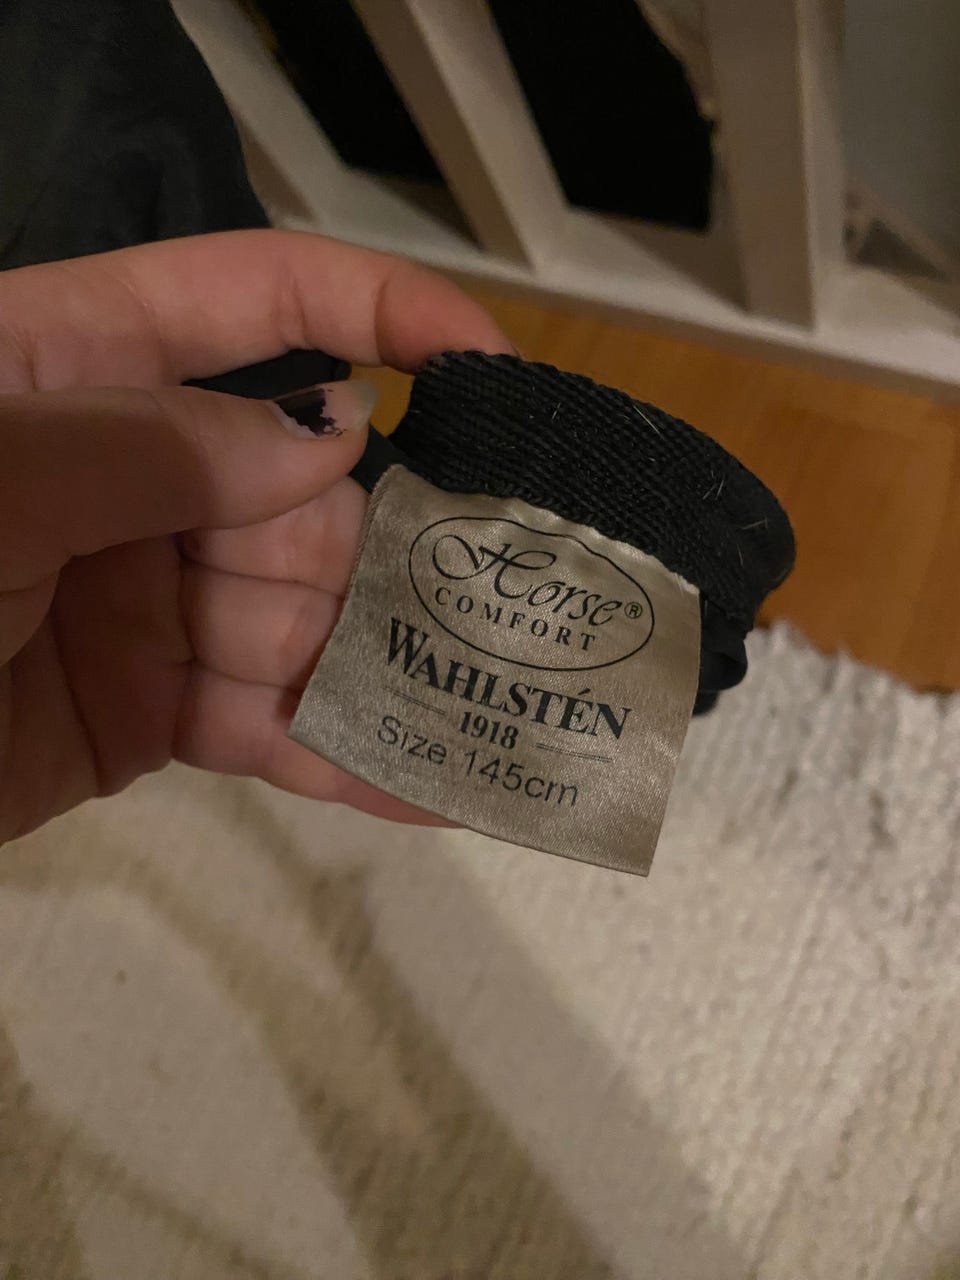 Horse®
COMFORT
WAHLSTÉN
1918
Size 145cm